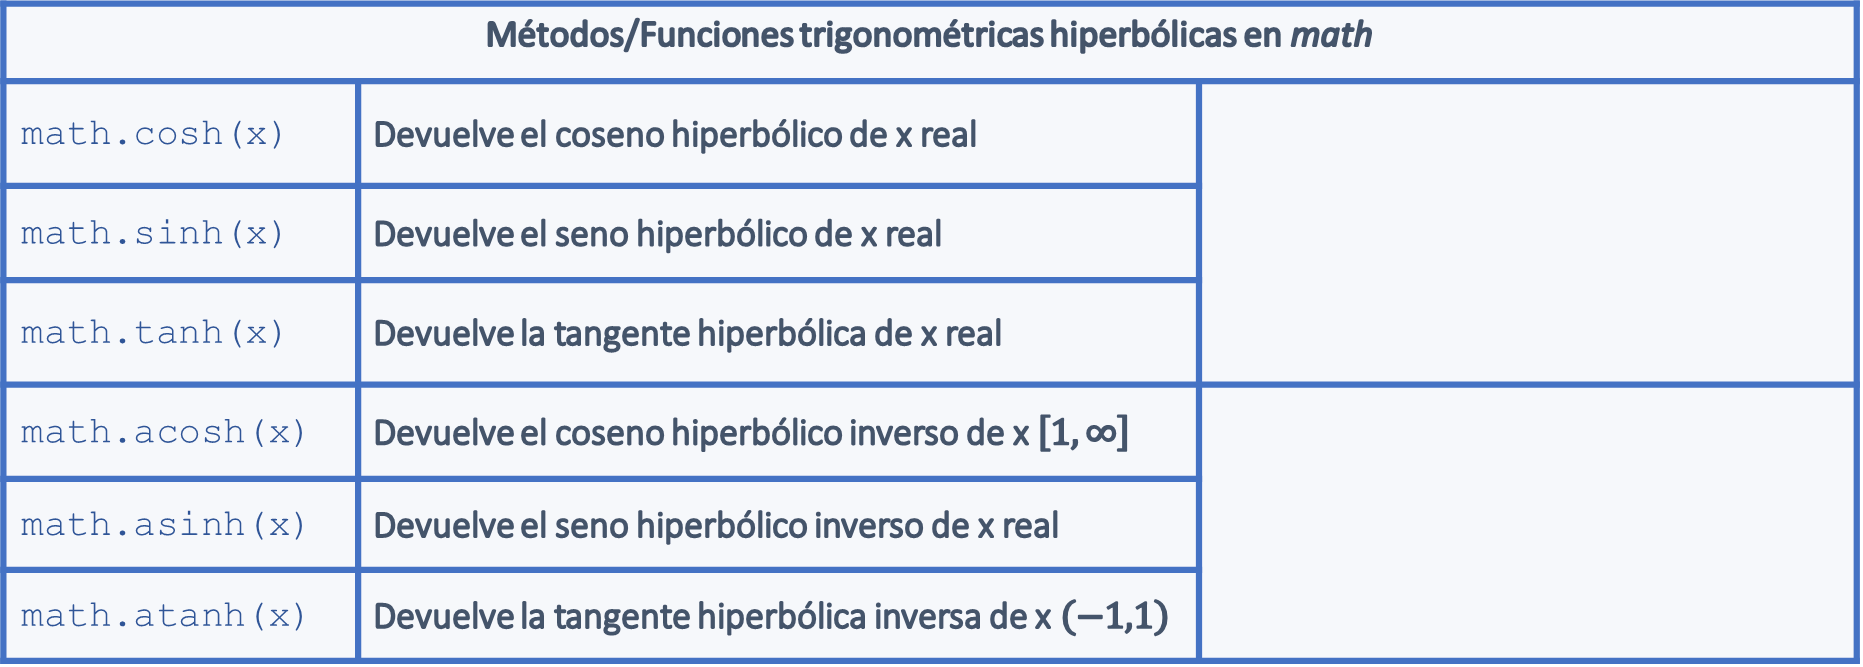 Métodos/Funciones trigonométricas hiperbólicas en math
math.cosh(x) Devuelve el coseno hiperbólico de x real
math.sinh(x) Devuelve el seno hiperbólico de x real
math.tanh(x) Devuelve la tangente hiperbólica de x real
math.acosh(x) Devuelve el coseno hiperbólico inverso de x [1, ∞]
math.asinh(x) Devuelve el seno hiperbólico inverso de x real
math.atanh(x) Devuelve la tangente hiperbólica inversa de x (−1,1)